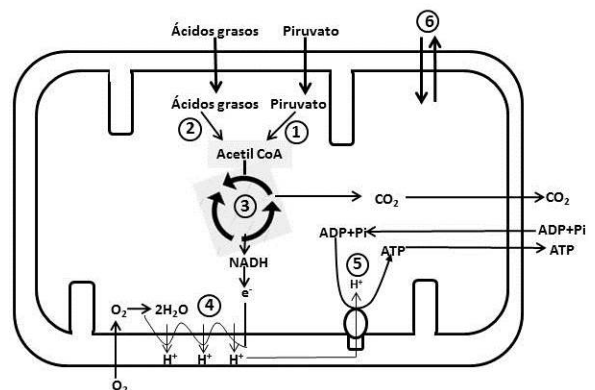 ⑥
Ácidos grasos Piruvato
Ácidos grasos Piruvato
② ①
Acetil CoA
③
CO₂ CO₂
ADP+Pi ADP+Pi
ATP ATP
NADH
⑤
H⁺
e⁻
④
O₂ 2H₂O
H⁺ H⁺ H⁺
O₂